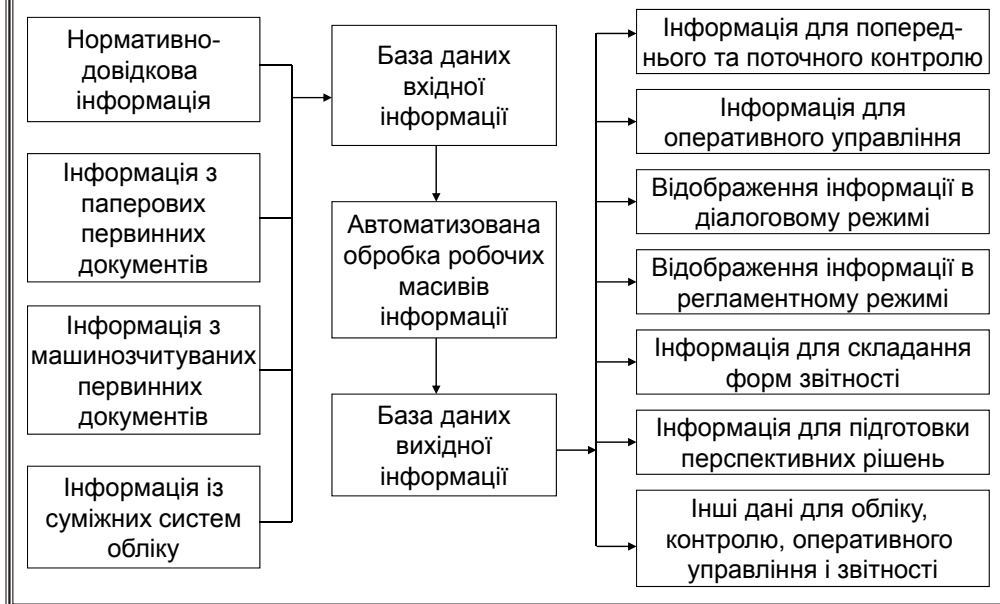 Нормативно-
довідкова
інформація
Інформація з
паперових
первинних
документів
Інформація з
машинозчитуваних
первинних
документів
Інформація із
суміжних систем
обліку
База даних
вхідної
інформації
Автоматизована
обробка робочих
масивів
інформації
База даних
вихідної
інформації
Інформація для поперед-
нього та поточного контролю
Інформація для
оперативного управління
Відображення інформації в
діалоговому режимі
Відображення інформації в
регламентному режимі
Інформація для складання
форм звітності
Інформація для підготовки
перспективних рішень
Інші дані для обліку,
контролю, оперативного
управління і звітності